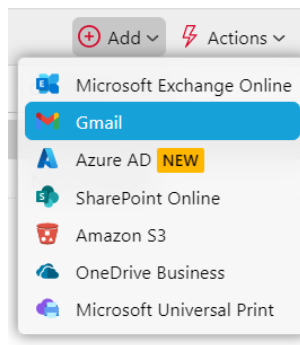 Add Actions
Microsoft Exchange Online
Gmail
Azure AD NEW
SharePoint Online
Amazon S3
OneDrive Business
Microsoft Universal Print